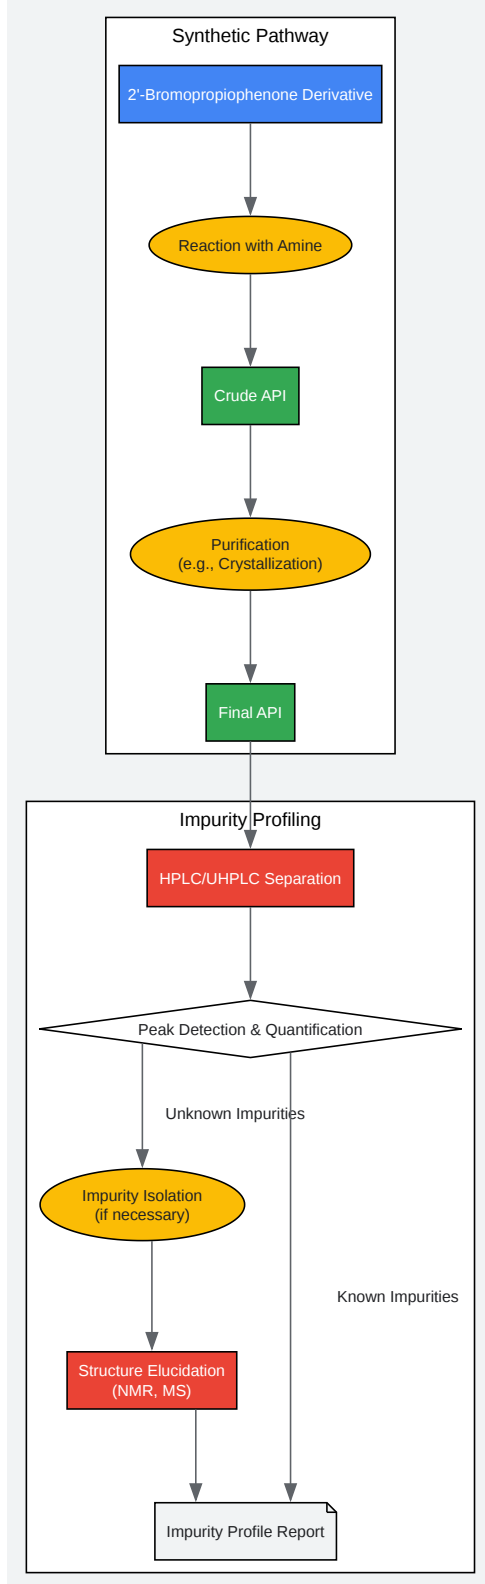 Synthetic Pathway
2'-Bromopropiophenone Derivative
Reaction with Amine
Crude API
Purification
(e.g., Crystallization)
Final API
Impurity Profiling
HPLC/UHPLC Separation
Peak Detection & Quantification
Unknown Impurities
Impurity Isolation
(if necessary)
Known Impurities
Structure Elucidation
(NMR, MS)
Impurity Profile Report